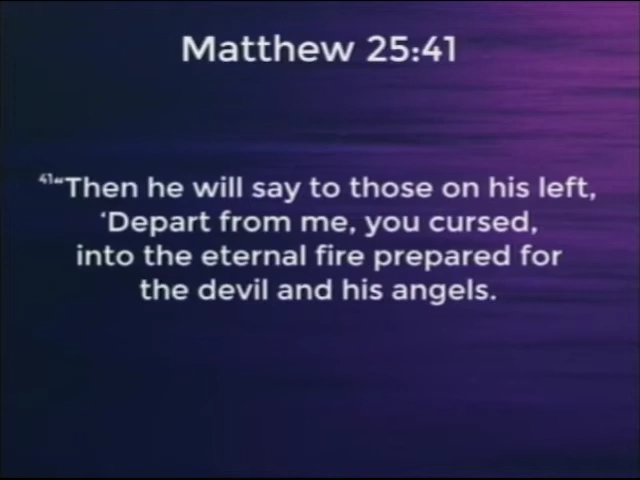 Matthew 25:41
41“Then he will say to those on his left,
‘Depart from me, you cursed,
into the eternal fire prepared for
the devil and his angels.